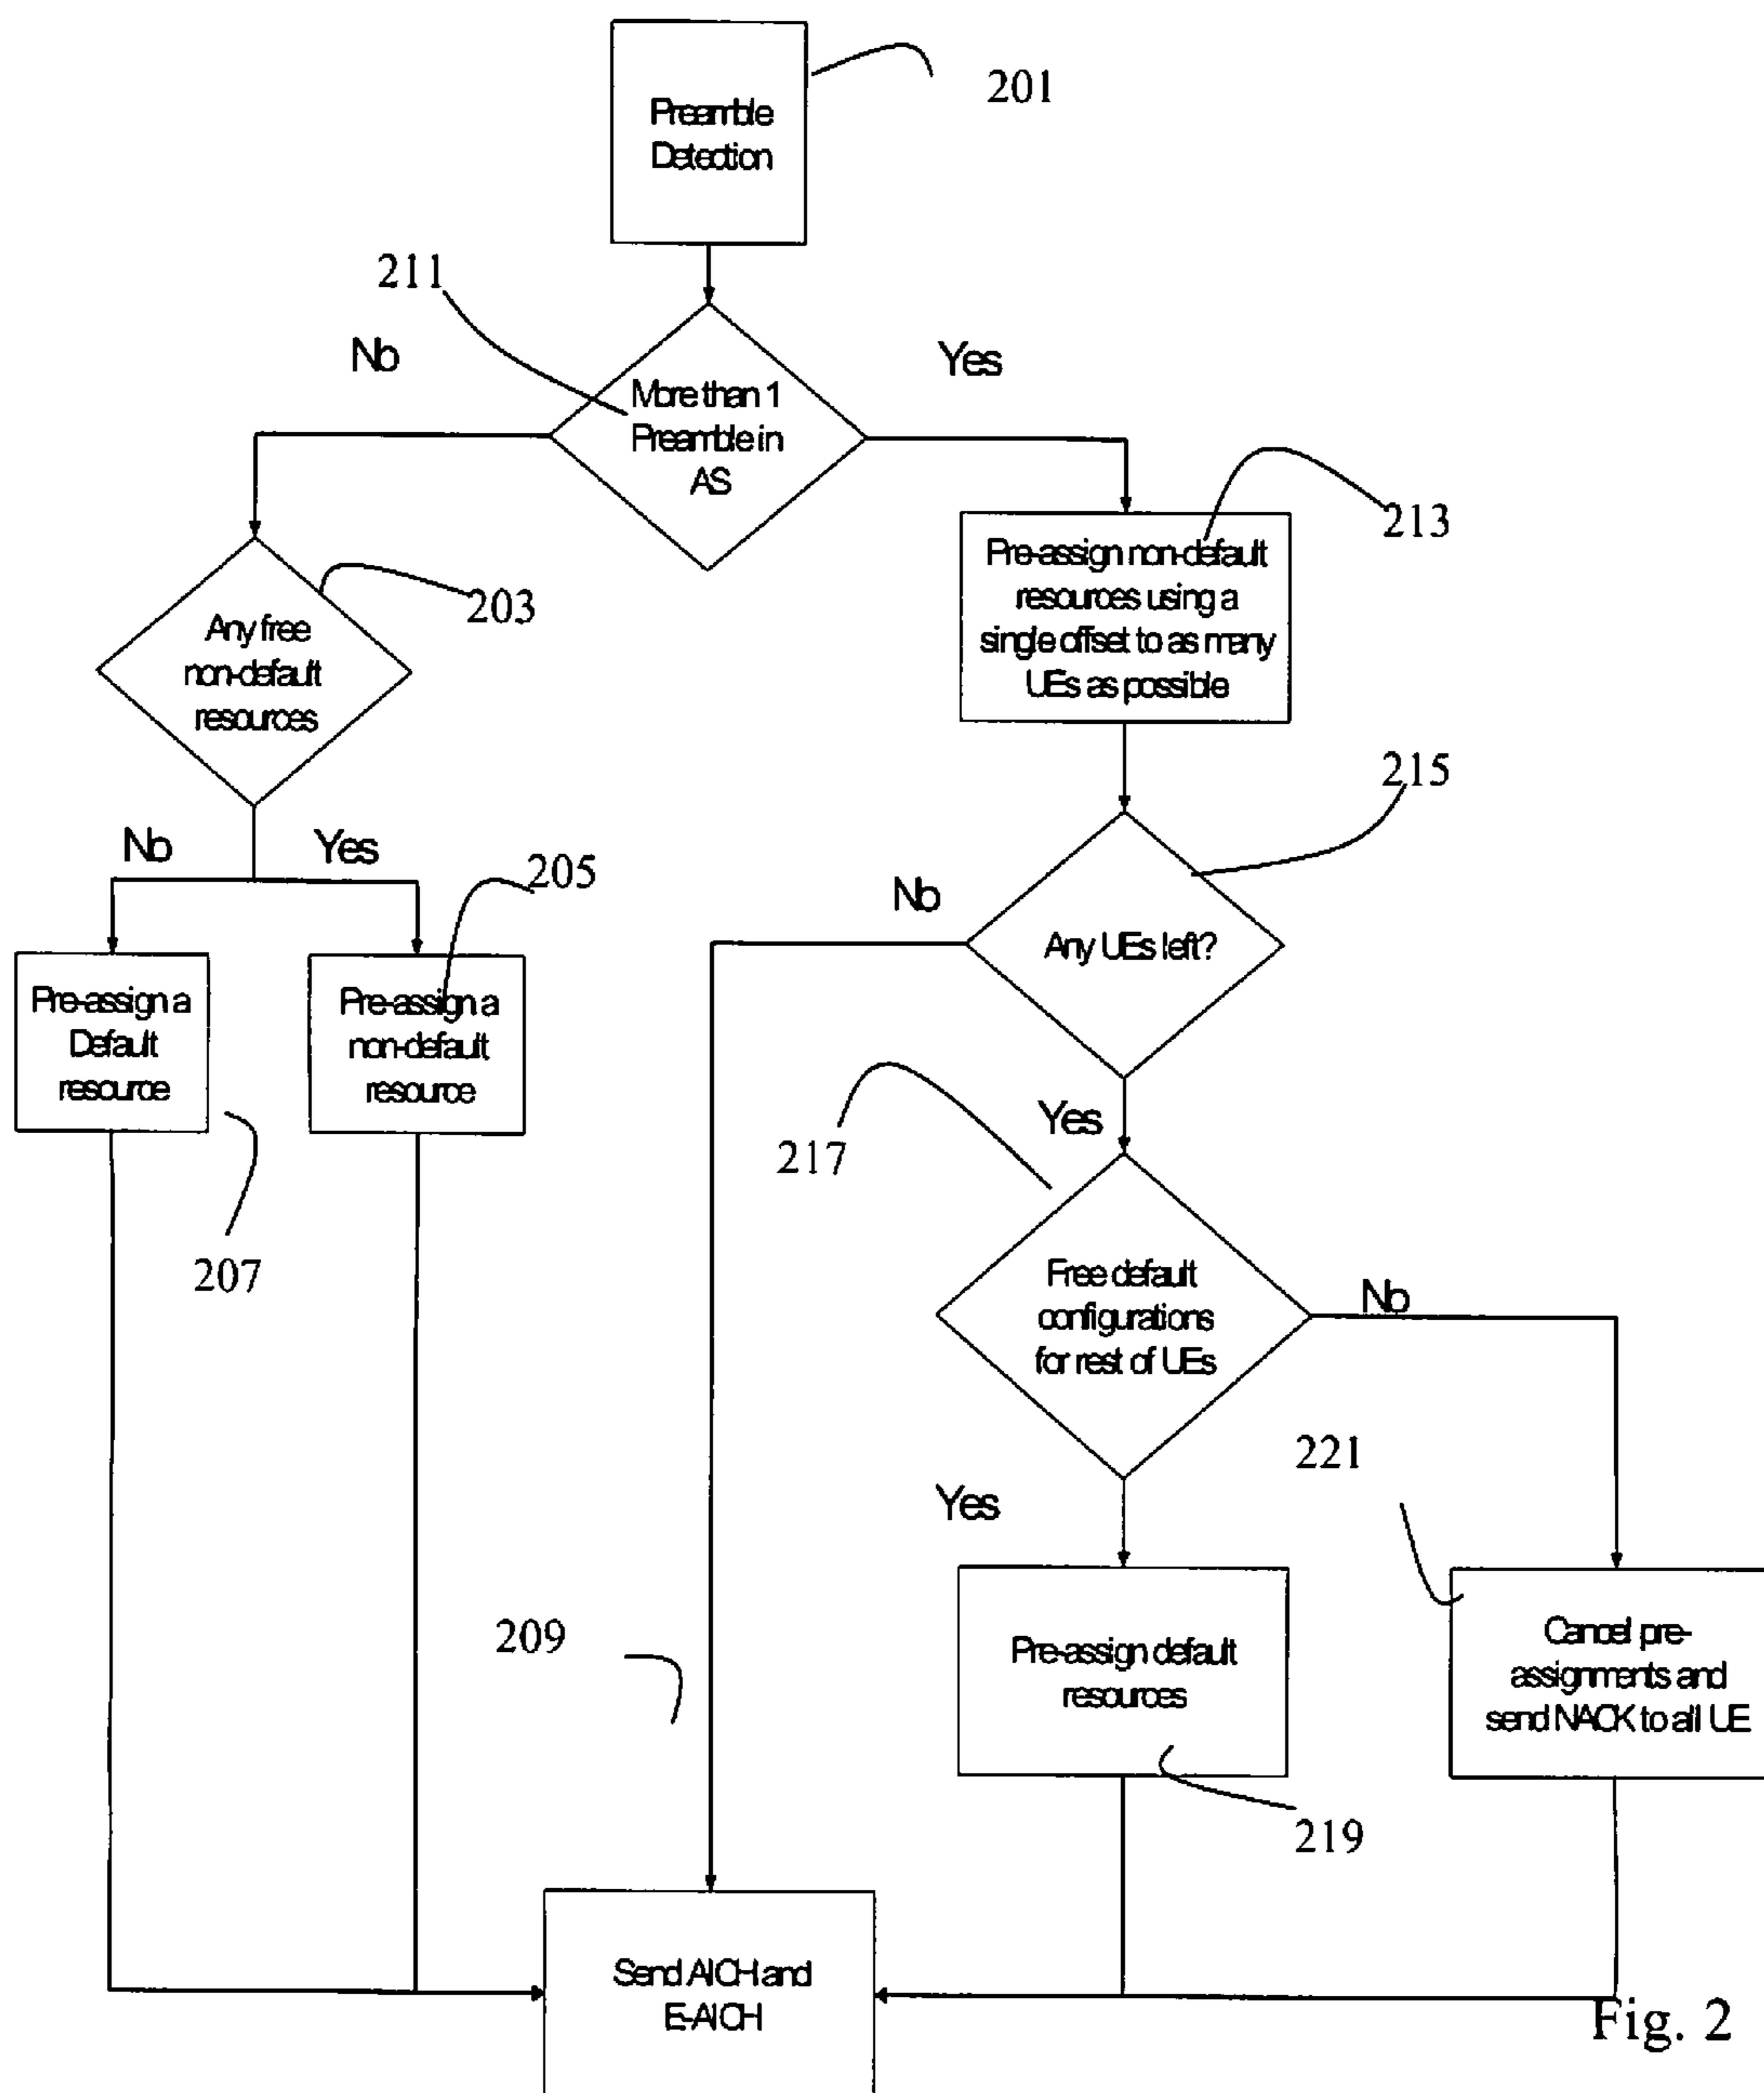 Preamble
Detection
201
211
No
Yes
More than 1
Preamble in
AS
213
Pre-assign non-default
resources using a
single offset to as many
UEs as possible
203
Any free
non-default
resources
215
No
Yes
205
No
Any UEs left?
Pre-assign a
Default
resource
Pre-assign a
non-default
resource
Yes
217
207
Free default
configurations
for rest of UEs
No
221
Yes
209
Pre-assign default
resources
Cancel pre-
assignments and
send NACK to all UE
219
Send AICH and
E-AICH
Fig. 2